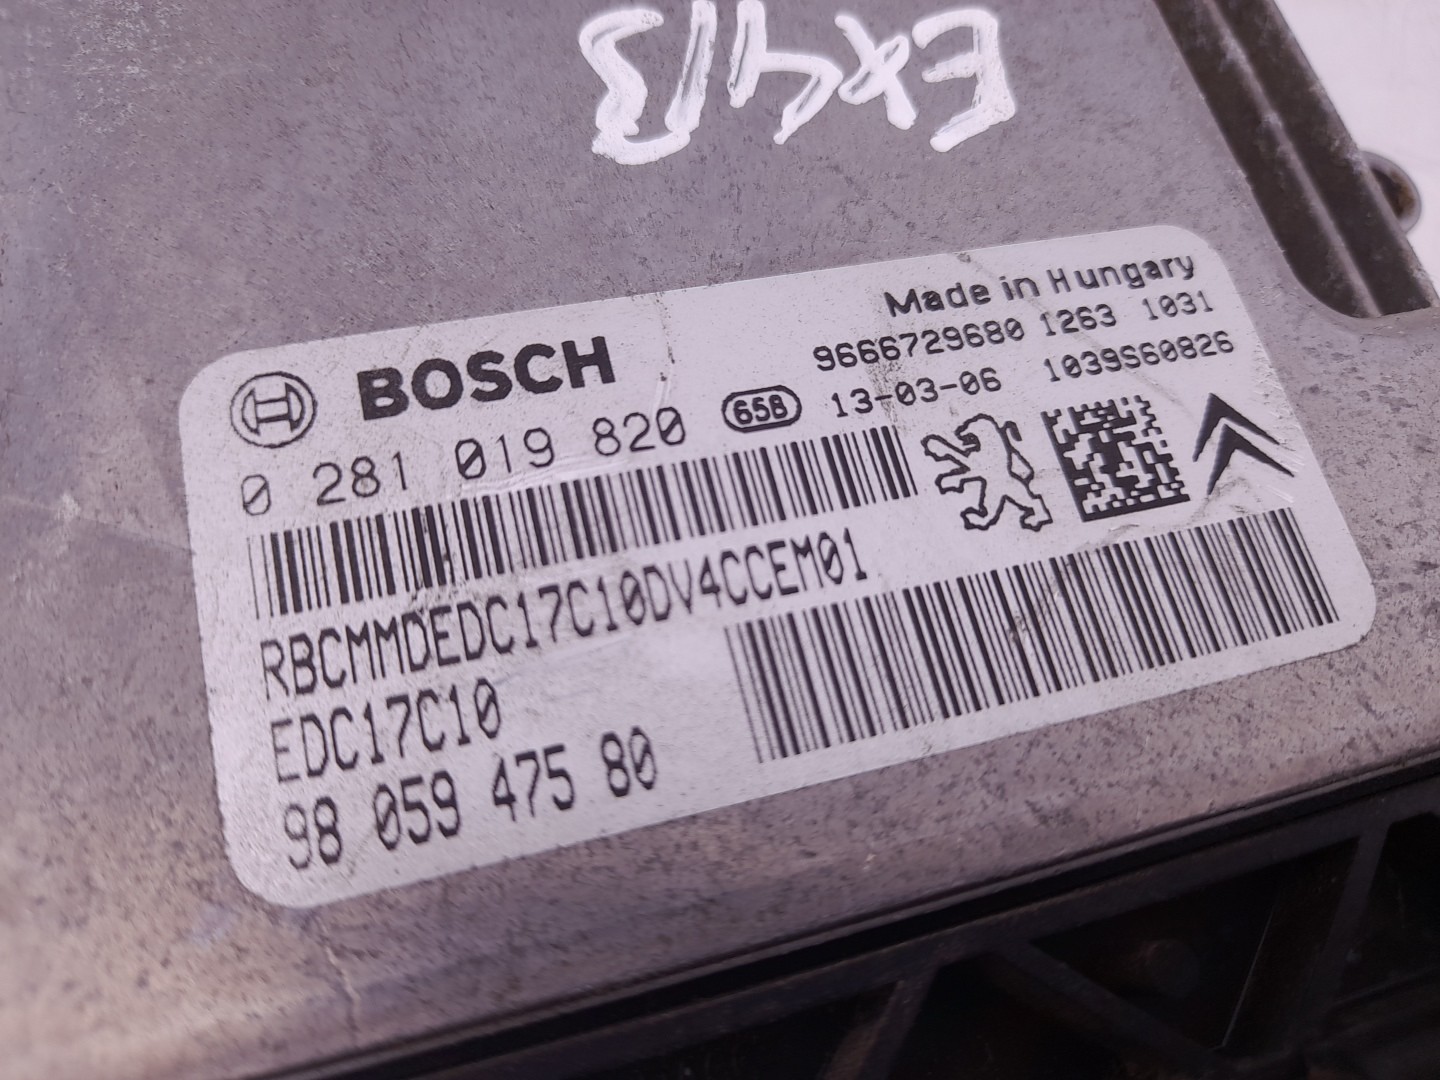 Made in Hungary
BOSCH
9666729680 1263 1031
0 281 019 820
658
13-03-06
1039S60826
RBCMMDEDC17C10DV4CCEM01
EDC17C10
98 059 475 80